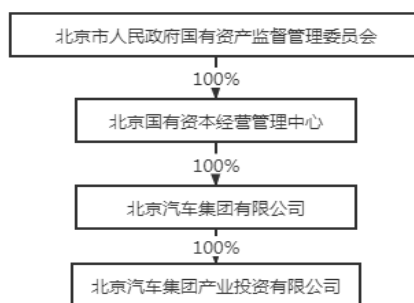 北京市人民政府国有资产监督管理委员会
100%
北京国有资本经营管理中心
100%
北京汽车集团有限公司
100%
北京汽车集团产业投资有限公司